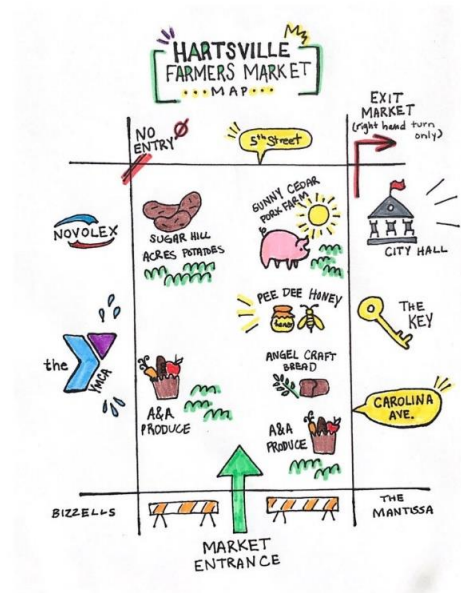 HARTSVILLE
FARMERS MARKET
MAP
EXIT
MARKET
(right hand turn
only)
NO
ENTRY
5th Street
NOVOLEX
SUGAR HILL
ACRES POTATOES
SUNNY CEDAR
PORK FARM
CITY HALL
PEE DEE HONEY
honey
THE
KEY
the
YMCA
ANGEL CRAFT
BREAD
A&A
PRODUCE
A&A
PRODUCE
CAROLINA
AVE.
BIZZELLS
THE
MANTISSA
MARKET
ENTRANCE